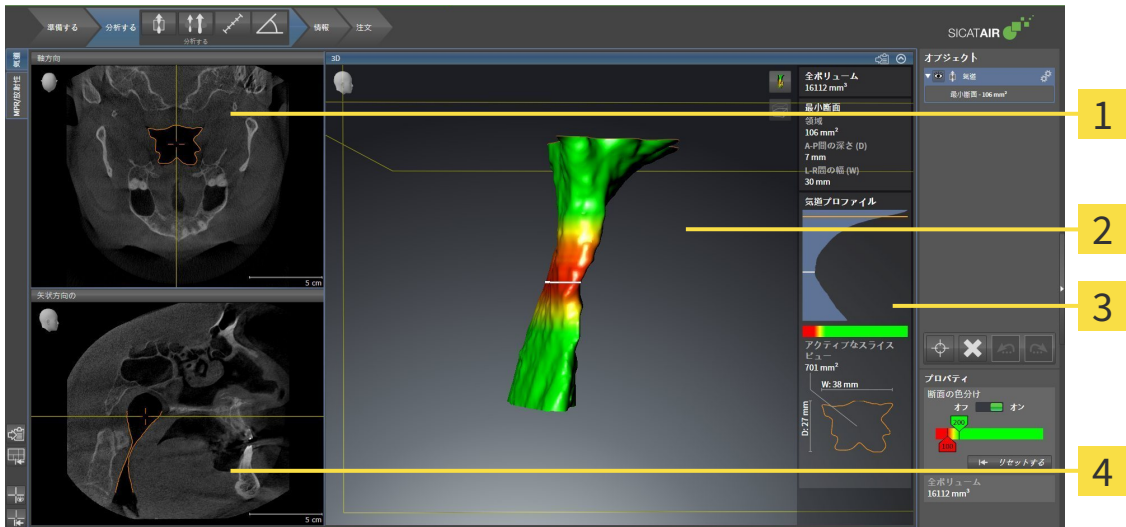 準備する
分析する
分析する
情報
注文
SICATAIR
気道
MPR/放射性
軸方向
5 cm
矢状方向の
5 cm
3D
全ボリューム
16112 mm³
最小断面
領域
106 mm²
A-P間の深さ (D)
7 mm
L-R間の幅 (W)
30 mm
気道プロファイル
アクティブなスライス
ビュー
701 mm²
W: 38 mm
D: 27 mm
オブジェクト
気道
最小断面 - 106 mm²
プロパティ
断面の色分け
オフ
オン
200
100
リセットする
全ボリューム
16112 mm³
1
2
3
4